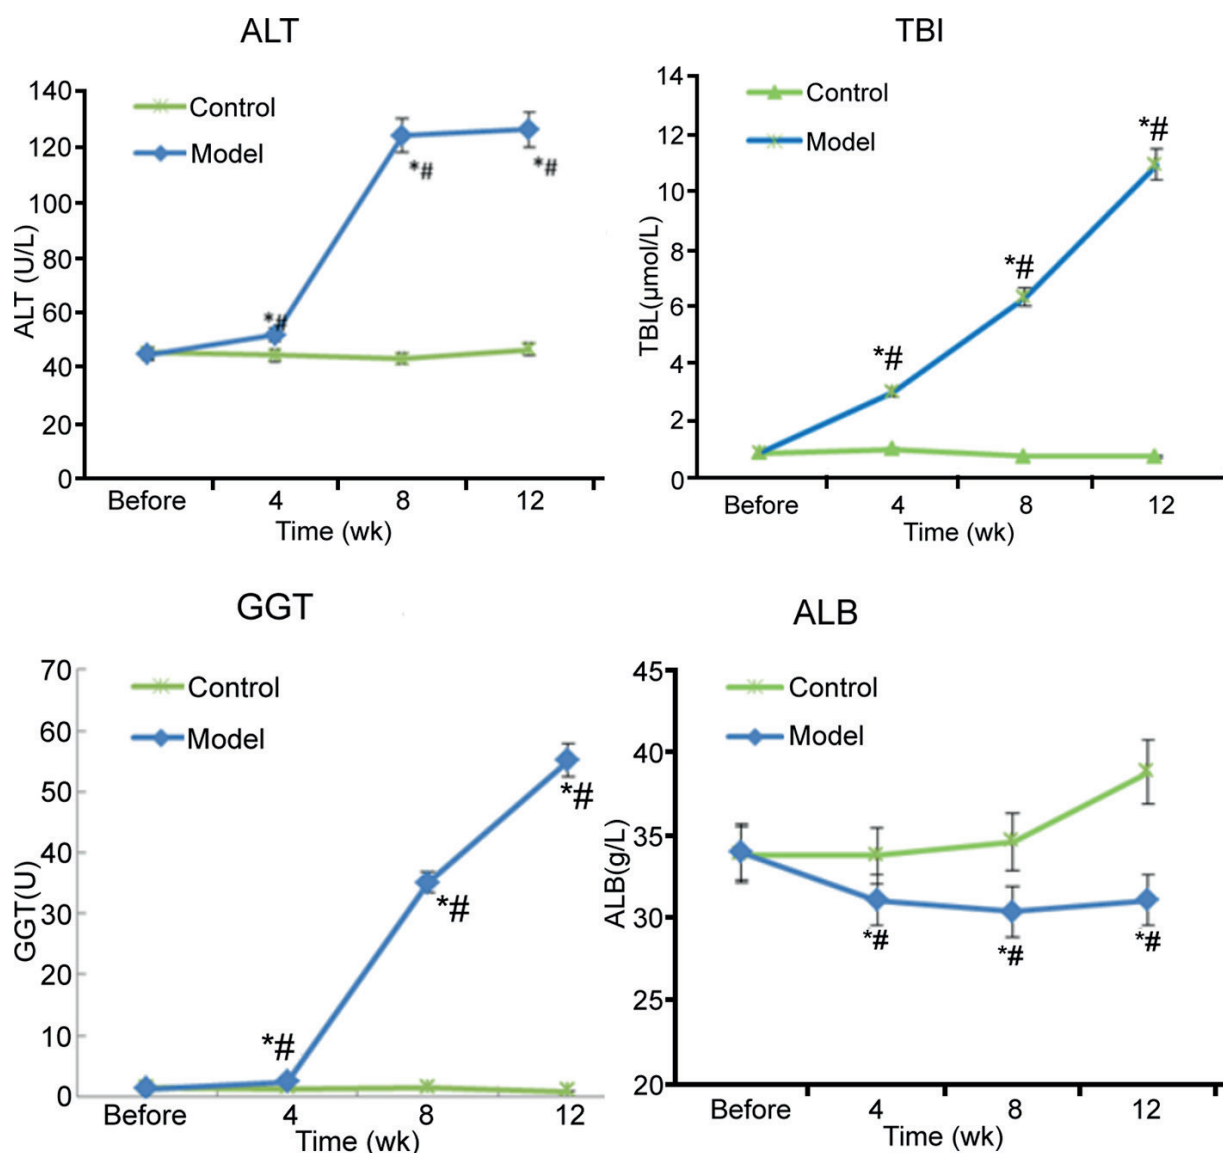 ALT
140
120
100
80
60
40
20
0
ALT (U/L)
Control
Model
*#
*#
*#
Before 4 8 12
Time (wk)
TBI
14
12
10
8
6
4
2
0
TBL(μmol/L)
Control
Model
*#
*#
*#
Before 4 8 12
Time (wk)
GGT
70
60
50
40
30
20
10
0
GGT(U)
Control
Model
*#
*#
*#
Before 4 8 12
Time (wk)
ALB
45
40
35
30
25
20
ALB(g/L)
Control
Model
*#
*#
*#
Before 4 8 12
Time (wk)